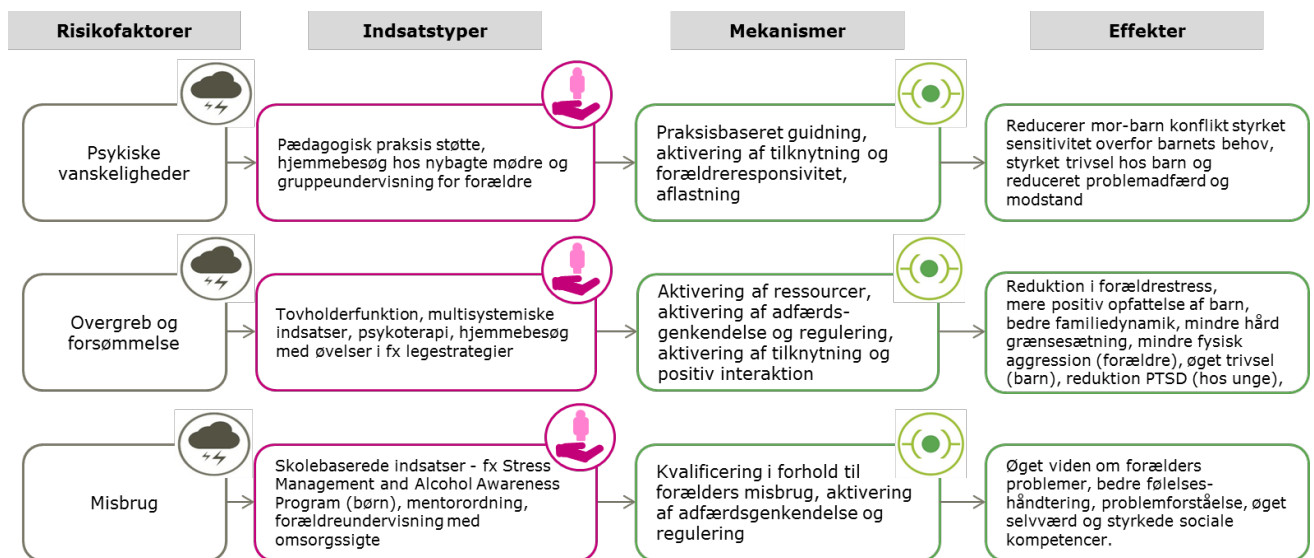 Risikofaktorer
Indsatstyper
Mekanismer
Effekter
Psykiske
vanskeligheder
Pædagogisk praksis støtte,
hjemmebesøg hos nybagte mødre og
gruppeundervisning for forældre
Praksisbaseret guidning,
aktivering af tilknytning og
forældreresponsivitet,
aflastning
Reducerer mor-barn konflikt styrket
sensitivitet overfor barnets behov,
styrket trivsel hos barn og
reduceret problemadfærd og
modstand
Overgreb og
forsømmelse
Tovholderfunktion, multisystemiske
indsatser, psykoterapi, hjemmebesøg
med øvelser i fx legestrategier
Aktivering af ressourcer,
aktivering af adfærds-
genkendelse og regulering,
aktivering af tilknytning og
positiv interaktion
Reduktion i forældrestress,
mere positiv opfattelse af barn,
bedre familiedynamik, mindre hård
grænsesætning, mindre fysisk
aggression (forældre), øget trivsel
(barn), reduktion PTSD (hos unge),
Misbrug
Skolebaserede indsatser - fx Stress
Management and Alcohol Awareness
Program (børn), mentorordning,
forældreundervisning med
omsorgssigte
Kvalificering i forhold til
forælders misbrug, aktivering
af adfærdsgenkendelse og
regulering
Øget viden om forælders
problemer, bedre følelses-
håndtering, problemforståelse, øget
selvværd og styrkede sociale
kompetencer.